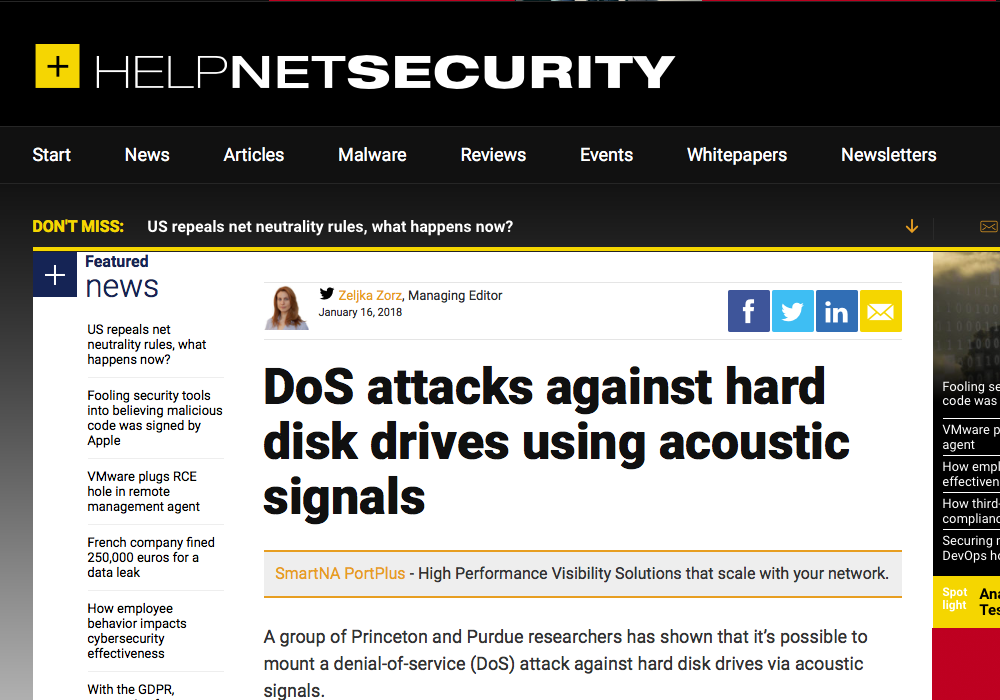 + HELPNETSECURITY
Start News Articles Malware Reviews Events Whitepapers Newsletters
DON'T MISS: US repeals net neutrality rules, what happens now?
Featured
news
US repeals net
neutrality rules, what
happens now?
Fooling security tools
into believing malicious
code was signed by
Apple
VMware plugs RCE
hole in remote
management agent
French company fined
250,000 euros for a
data leak
How employee
behavior impacts
cybersecurity
effectiveness
With the GDPR,
Zeljka Zorz, Managing Editor
January 16, 2018
DoS attacks against hard
disk drives using acoustic
signals
SmartNA PortPlus - High Performance Visibility Solutions that scale with your network.
A group of Princeton and Purdue researchers has shown that it’s possible to
mount a denial-of-service (DoS) attack against hard disk drives via acoustic
signals.
Fooling se
code was
VMware p
agent
How empl
effectiven
How third-
complianc
Securing r
DevOps ho
Spot
light
Ana
Tes